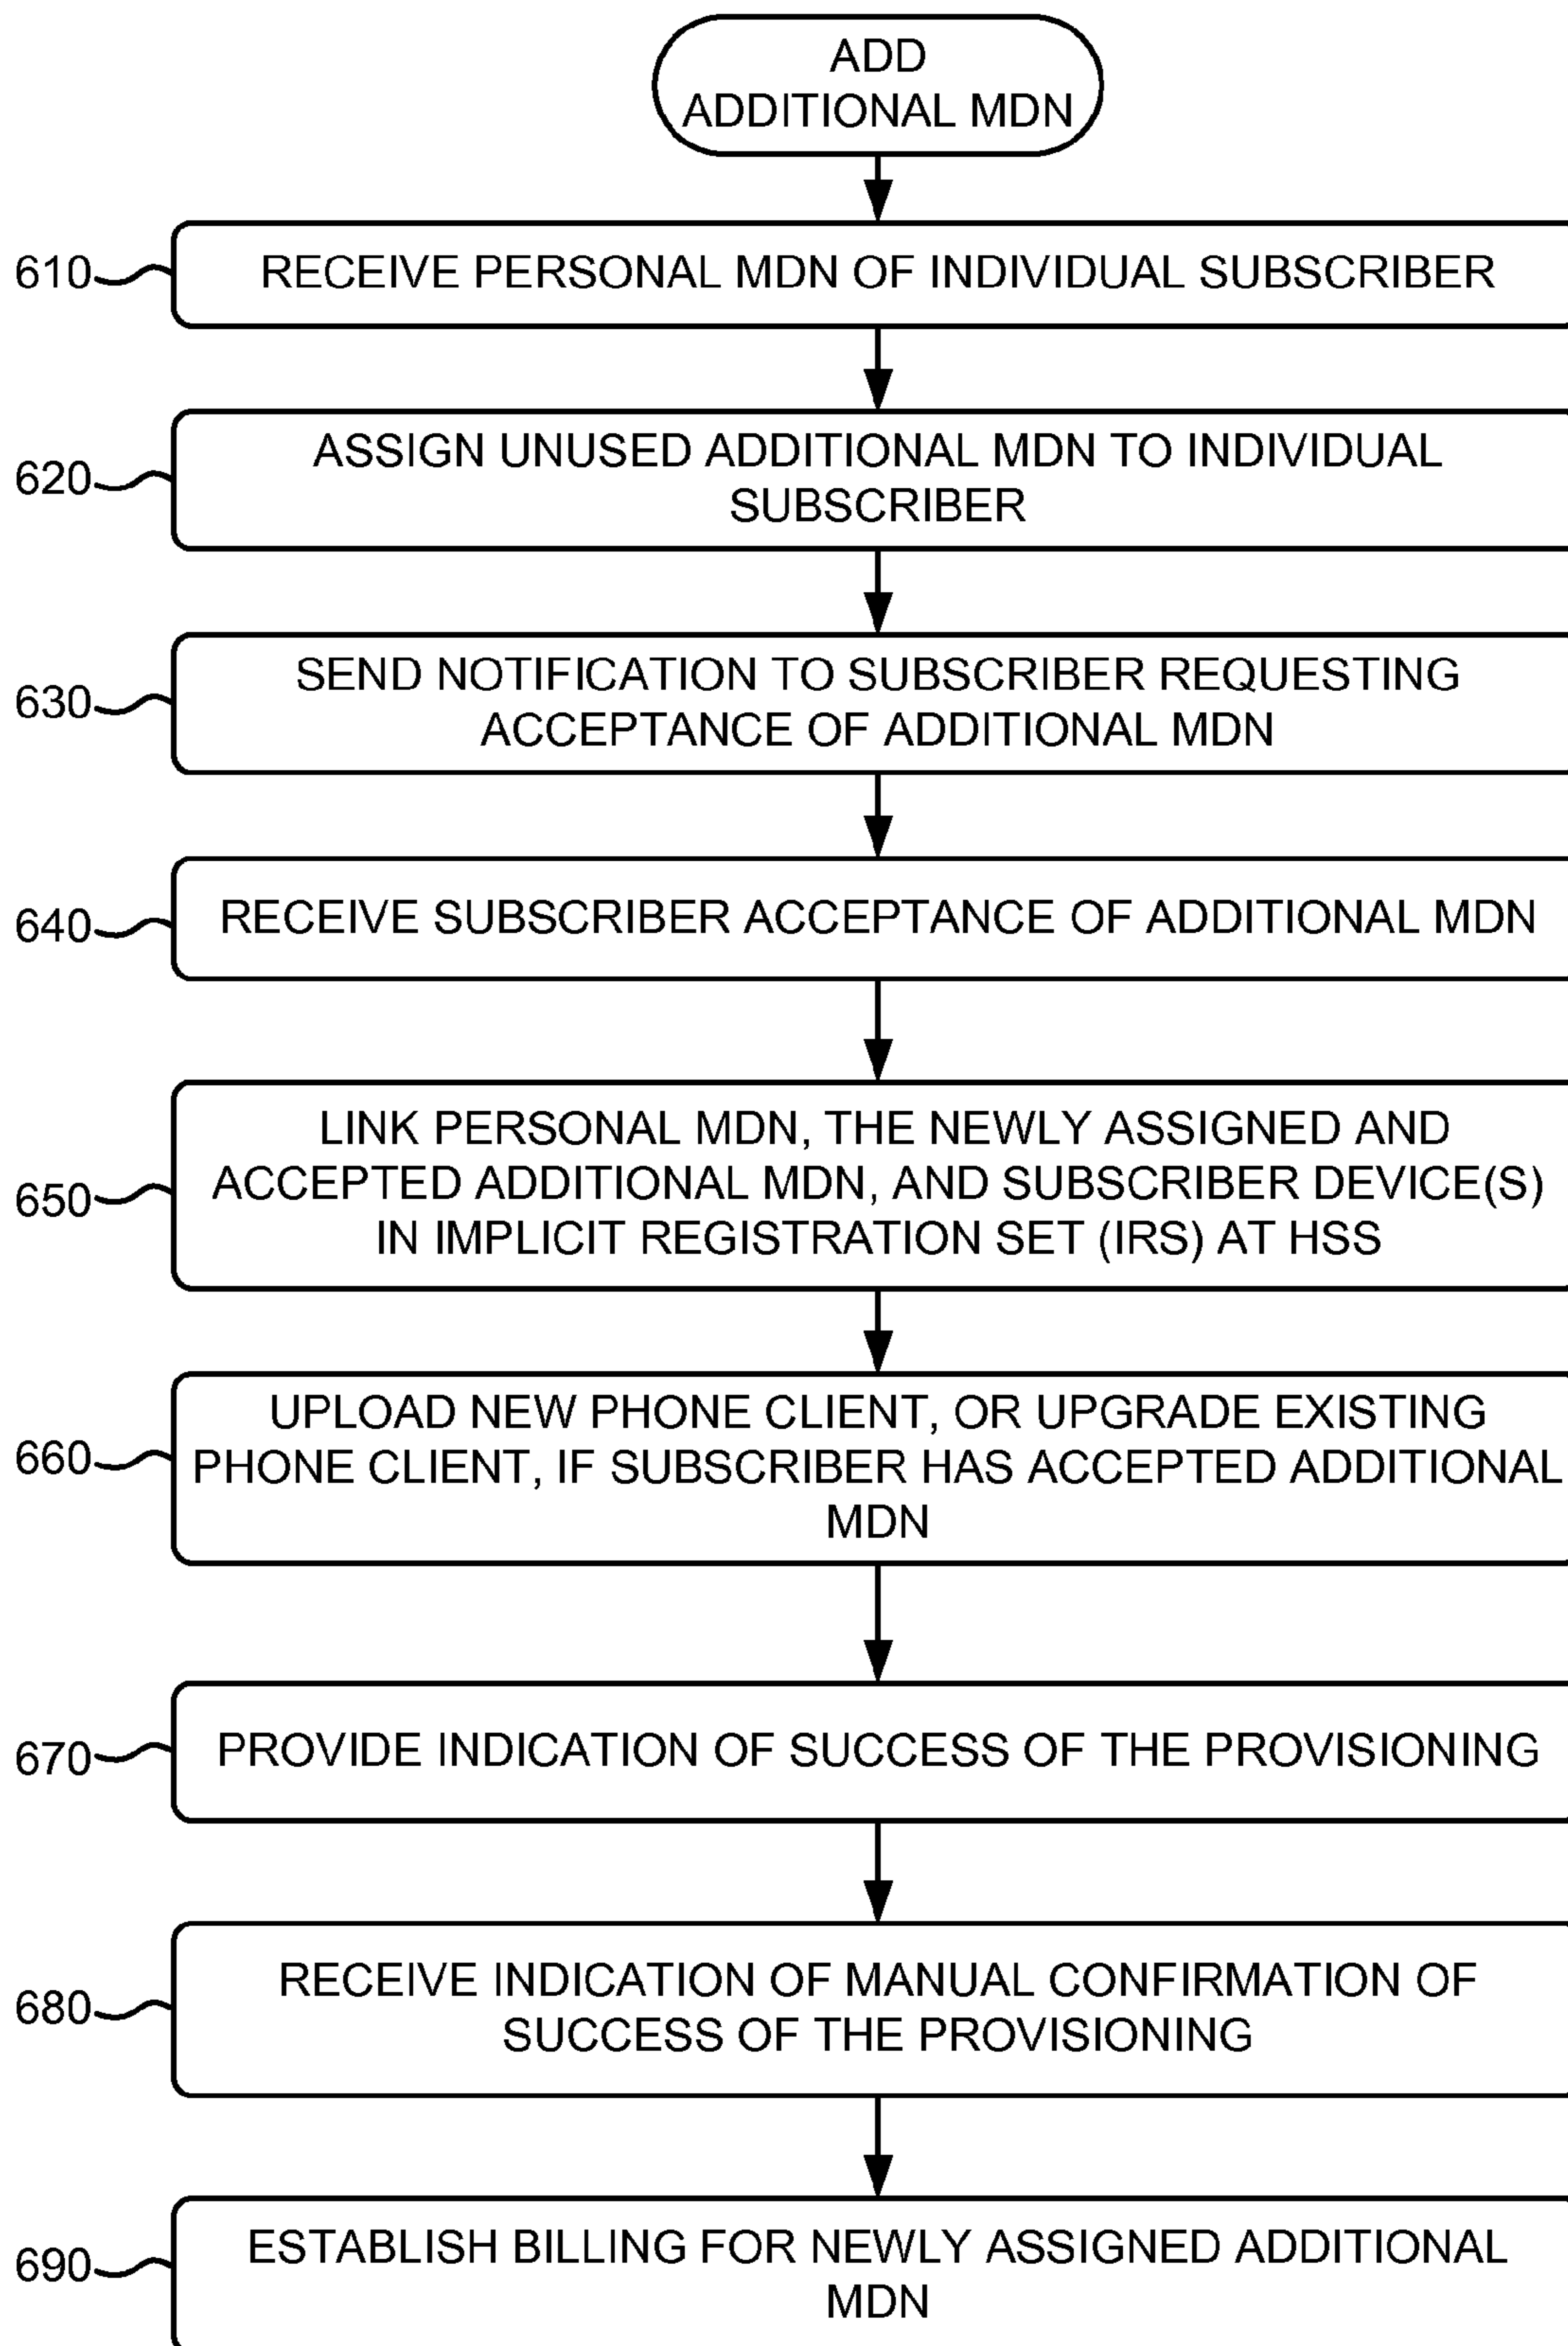 ADD
ADDITIONAL MDN
610
RECEIVE PERSONAL MDN OF INDIVIDUAL SUBSCRIBER
620
ASSIGN UNUSED ADDITIONAL MDN TO INDIVIDUAL
SUBSCRIBER
630
SEND NOTIFICATION TO SUBSCRIBER REQUESTING
ACCEPTANCE OF ADDITIONAL MDN
640
RECEIVE SUBSCRIBER ACCEPTANCE OF ADDITIONAL MDN
650
LINK PERSONAL MDN, THE NEWLY ASSIGNED AND
ACCEPTED ADDITIONAL MDN, AND SUBSCRIBER DEVICE(S)
IN IMPLICIT REGISTRATION SET (IRS) AT HSS
660
UPLOAD NEW PHONE CLIENT, OR UPGRADE EXISTING
PHONE CLIENT, IF SUBSCRIBER HAS ACCEPTED ADDITIONAL
MDN
670
PROVIDE INDICATION OF SUCCESS OF THE PROVISIONING
680
RECEIVE INDICATION OF MANUAL CONFIRMATION OF
SUCCESS OF THE PROVISIONING
690
ESTABLISH BILLING FOR NEWLY ASSIGNED ADDITIONAL
MDN